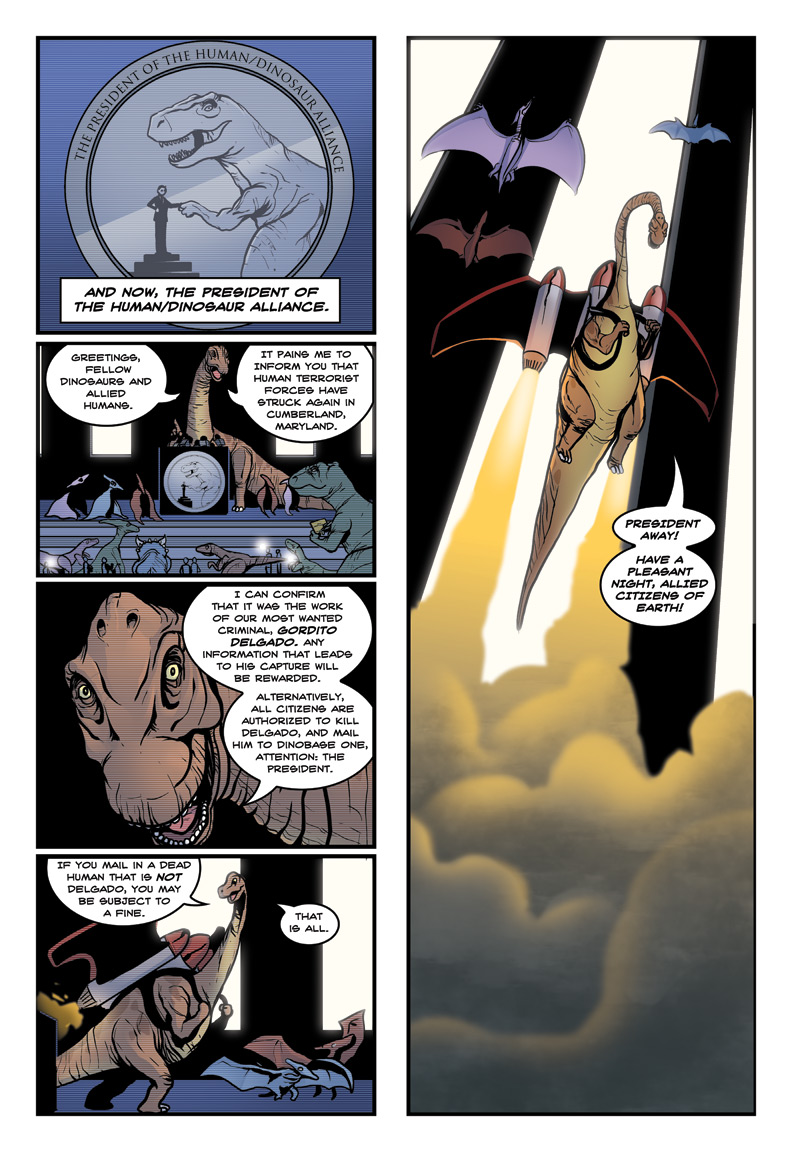 THE PRESIDENT OF THE HUMAN/DINOSAUR ALLIANCE
AND NOW, THE PRESIDENT OF
THE HUMAN/DINOSAUR ALLIANCE.
GREETINGS,
FELLOW
DINOSAURS AND
ALLIED
HUMANS.
IT PAINS ME TO
INFORM YOU THAT
HUMAN TERRORIST
FORCES HAVE
STRUCK AGAIN IN
CUMBERLAND,
MARYLAND.
I CAN CONFIRM
THAT IT WAS THE WORK
OF OUR MOST WANTED
CRIMINAL, GORDITO
DELGADO. ANY
INFORMATION THAT LEADS
TO HIS CAPTURE WILL
BE REWARDED.
ALTERNATIVELY,
ALL CITIZENS ARE
AUTHORIZED TO KILL
DELGADO, AND MAIL
HIM TO DINOBASE ONE,
ATTENTION: THE
PRESIDENT.
IF YOU MAIL IN A DEAD
HUMAN THAT IS NOT
DELGADO, YOU MAY
BE SUBJECT TO
A FINE.
THAT
IS ALL.
PRESIDENT
AWAY!
HAVE A
PLEASANT
NIGHT, ALLIED
CITIZENS OF
EARTH!